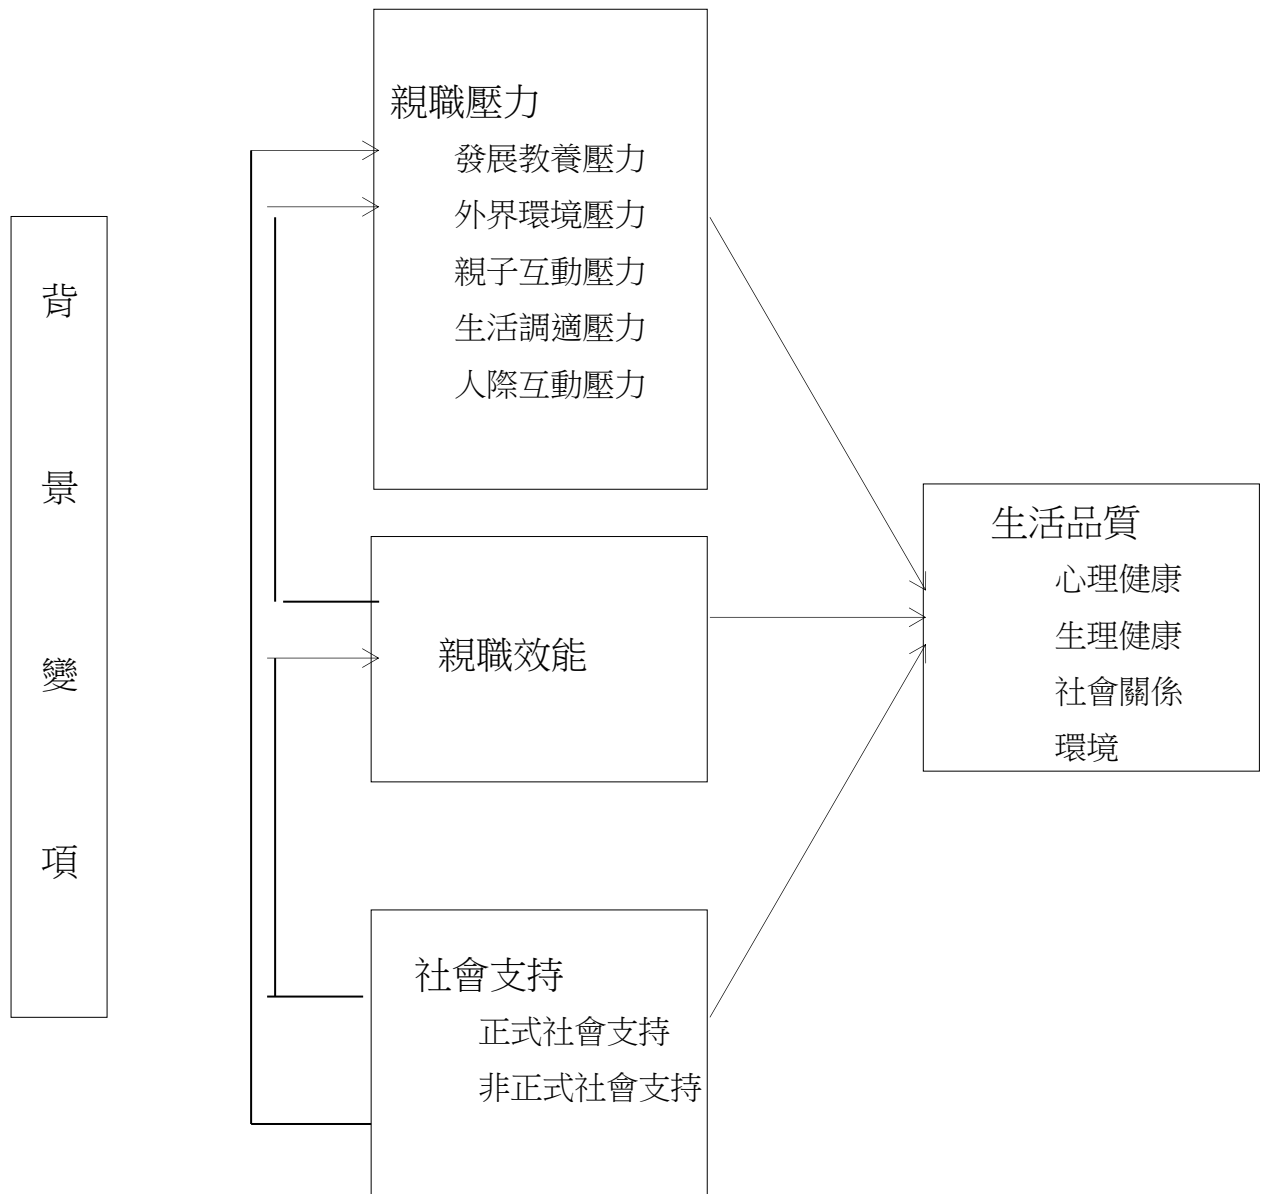 背
景
變
項
親職壓力
發展教養壓力
外界環境壓力
親子互動壓力
生活調適壓力
人際互動壓力
親職效能
社會支持
正式社會支持
非正式社會支持
生活品質
心理健康
生理健康
社會關係
環境